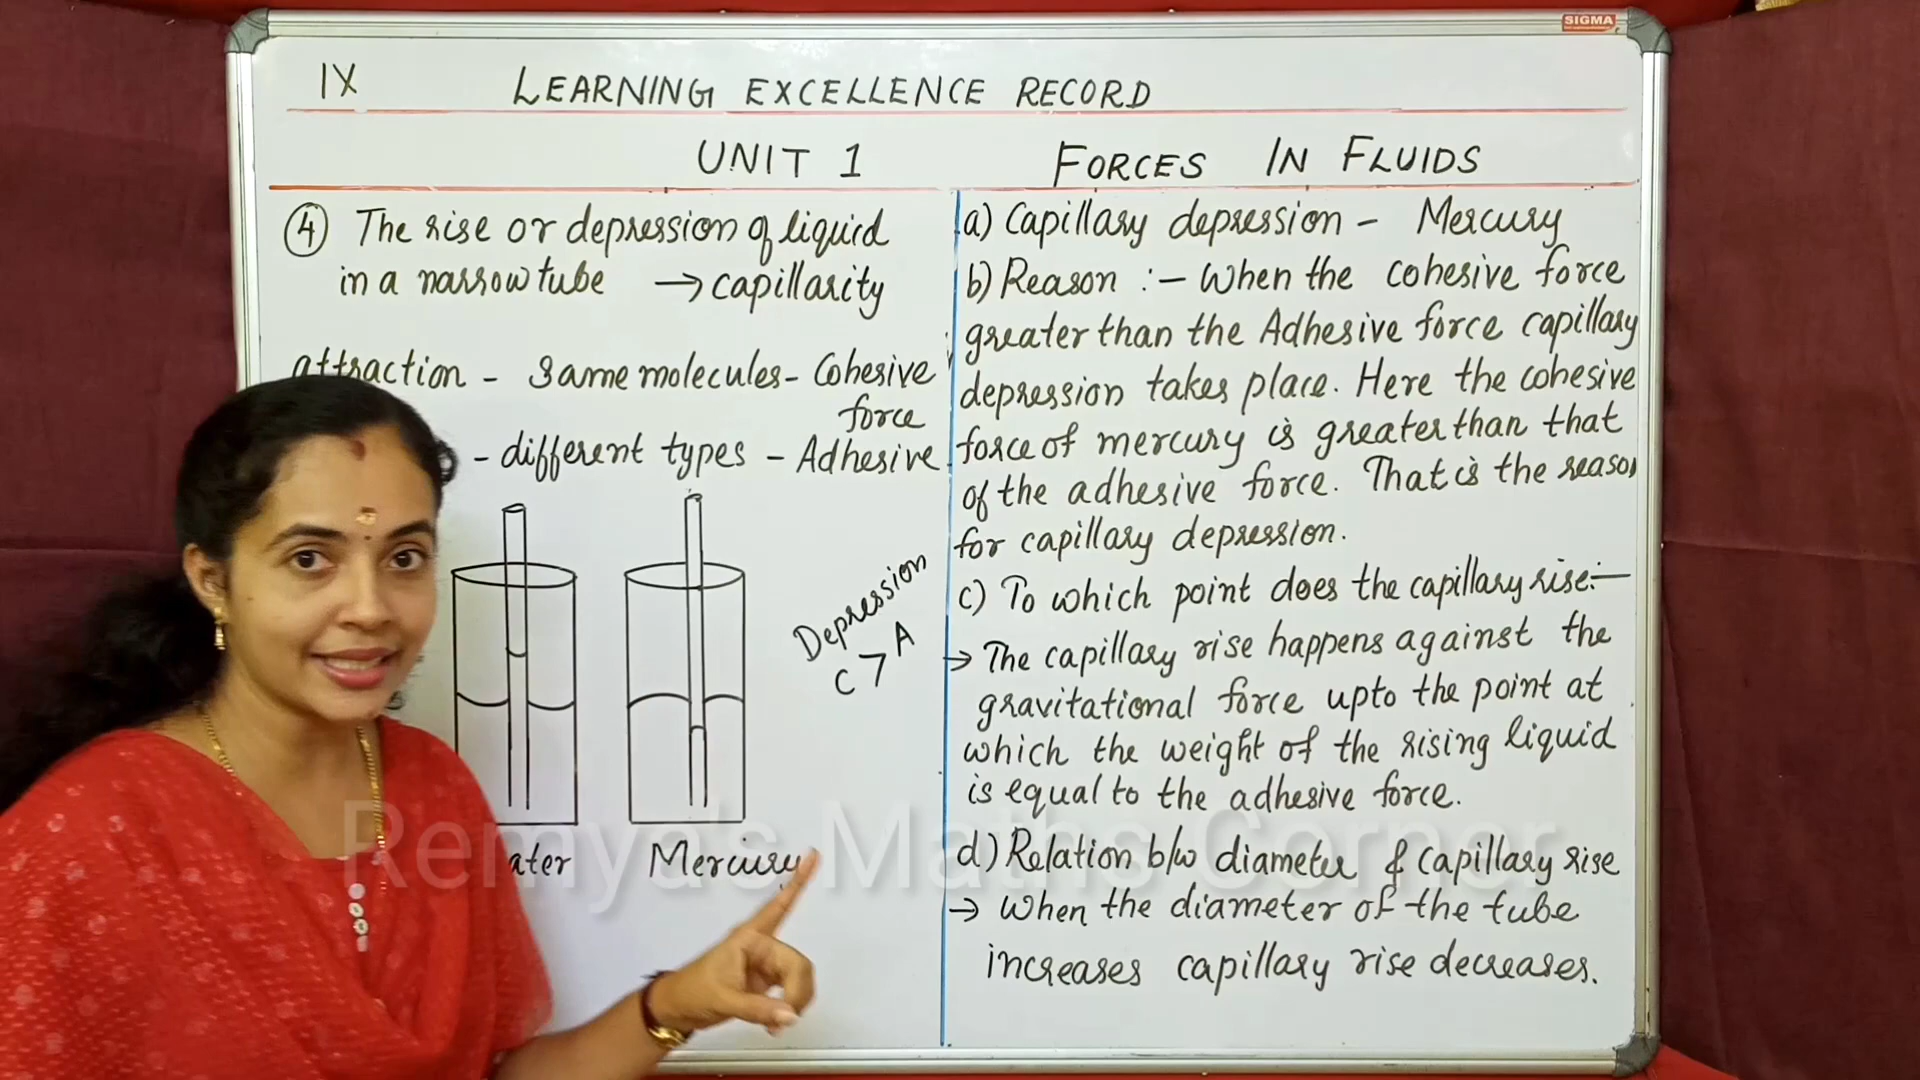 SIGMA
IX LEARNING EXCELLENCE RECORD
UNIT 1 FORCES IN FLUIDS
④ The rise or depression of liquid
in a narrow tube → capillarity
attraction - same molecules - Cohesive
force
- different types - Adhesive
Depression
C > A
ater Mercury
a) Capillary depression - Mercury
b) Reason :- When the cohesive force
greater than the Adhesive force capillary
depression takes place. Here the cohesive
force of mercury is greater than that
of the adhesive force. That is the reason
for capillary depression.
c) To which point does the capillary rise:-
→ The capillary rise happens against the
gravitational force upto the point at
which the weight of the rising liquid
is equal to the adhesive force.
d) Relation b/w diameter & capillary rise
→ When the diameter of the tube
increases capillary rise decreases.
Remya's Maths Corner